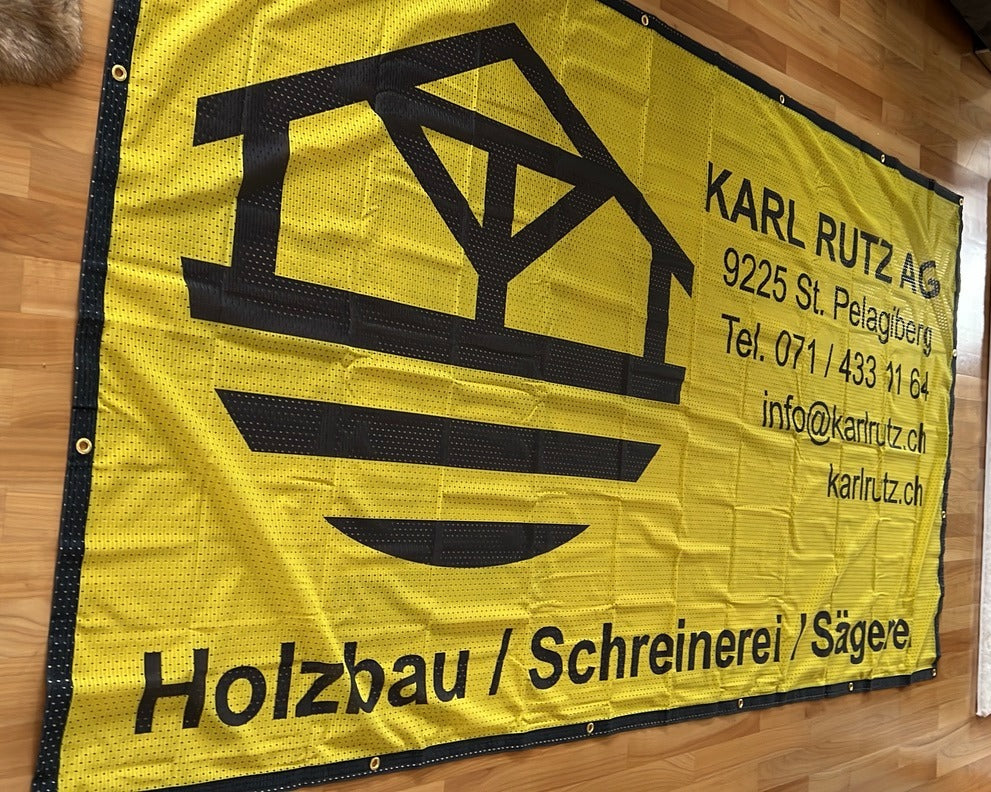 KARL RUTZ AG
9225 St. Pelagiberg
Tel. 071 / 433 11 64
info@karlrutz.ch
karlrutz.ch
Holzbau / Schreinerei / Sägerei